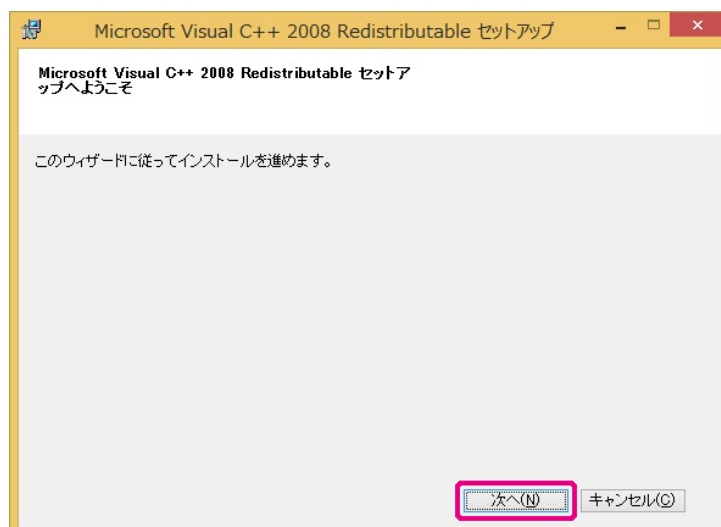 Microsoft Visual C++ 2008 Redistributable セットアップ
Microsoft Visual C++ 2008 Redistributable セットア
ップへようこそ
このウィザードに従ってインストールを進めます。
次へ(N)
キャンセル(C)